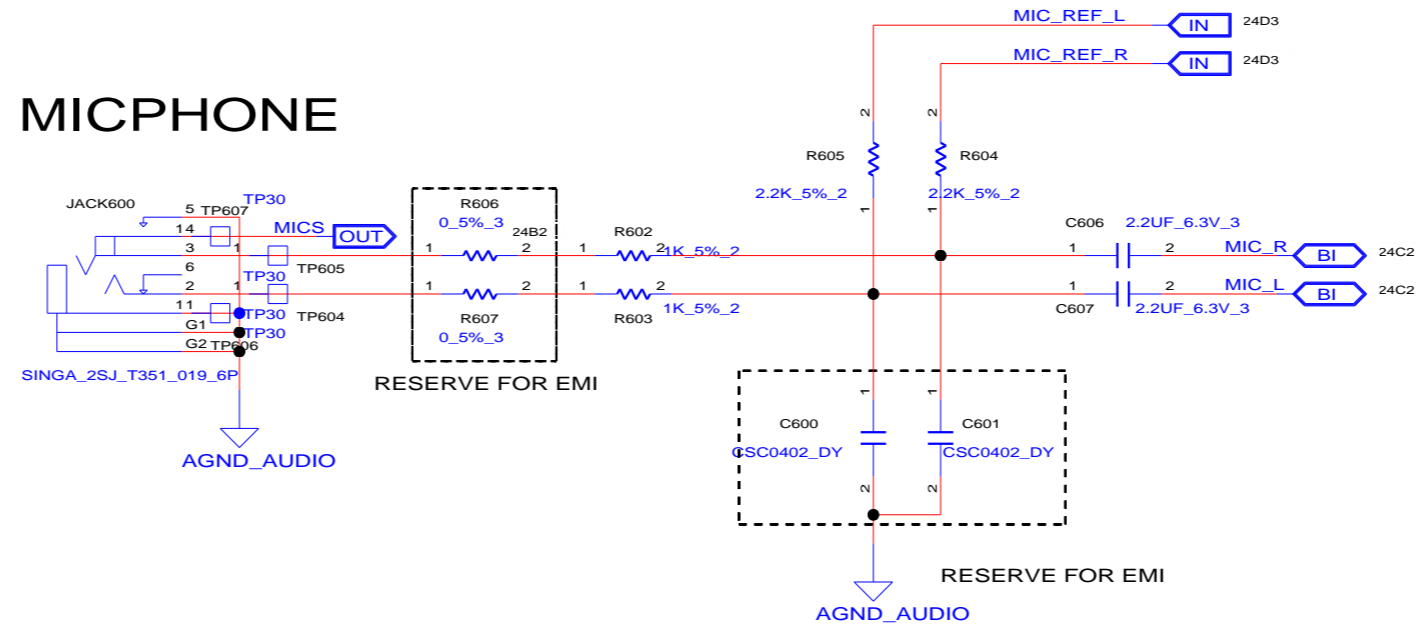 MIC_REF_L
IN
24D3
MIC_REF_R
IN
24D3
MICPHONE
2
2
R605
R604
2.2K_5%_2
2.2K_5%_2
1
1
JACK600
TP30
5
TP607
R606
0_5%_3
14
MICS
OUT
24B2
R602
C606
2.2UF_6.3V_3
3
1
1
2
1
2
1K_5%_2
1
2
MIC_R
BI
24C2
TP605
6
TP30
2
1
1
2
1
2
1
2
MIC_L
BI
24C2
11
TP30
TP604
R607
R603
1K_5%_2
C607
2.2UF_6.3V_3
G1
TP30
0_5%_3
G2
TP606
SINGA_2SJ_T351_019_6P
RESERVE FOR EMI
1
1
AGND_AUDIO
C600
C601
CSC0402_DY
CSC0402_DY
2
2
RESERVE FOR EMI
AGND_AUDIO